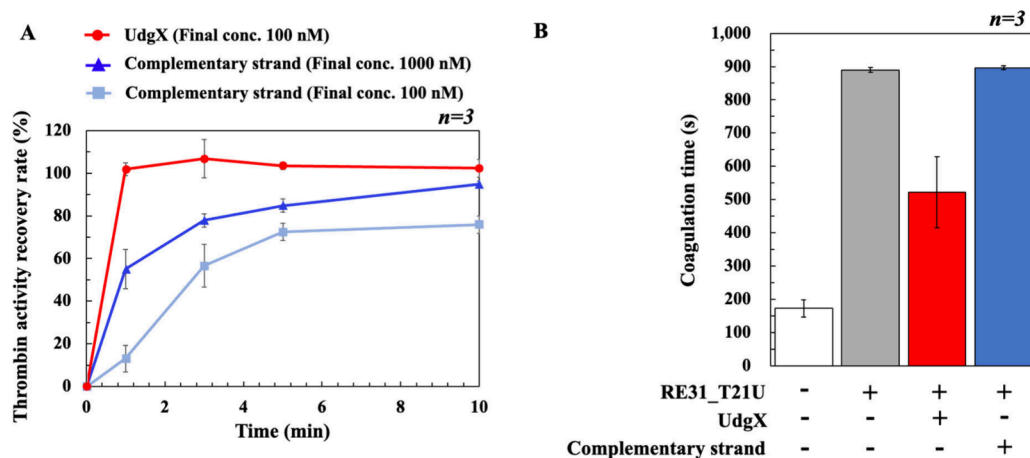 A
UdgX (Final conc. 100 nM)
Complementary strand (Final conc. 1000 nM)
Complementary strand (Final conc. 100 nM)
n=3
Thrombin activity recovery rate (%)
120
100
80
60
40
20
0
0 2 4 6 8 10
Time (min)
B
n=3
Coagulation time (s)
1,000
900
800
700
600
500
400
300
200
100
0
RE31_T21U - + + +
UdgX - - + -
Complementary strand - - - +